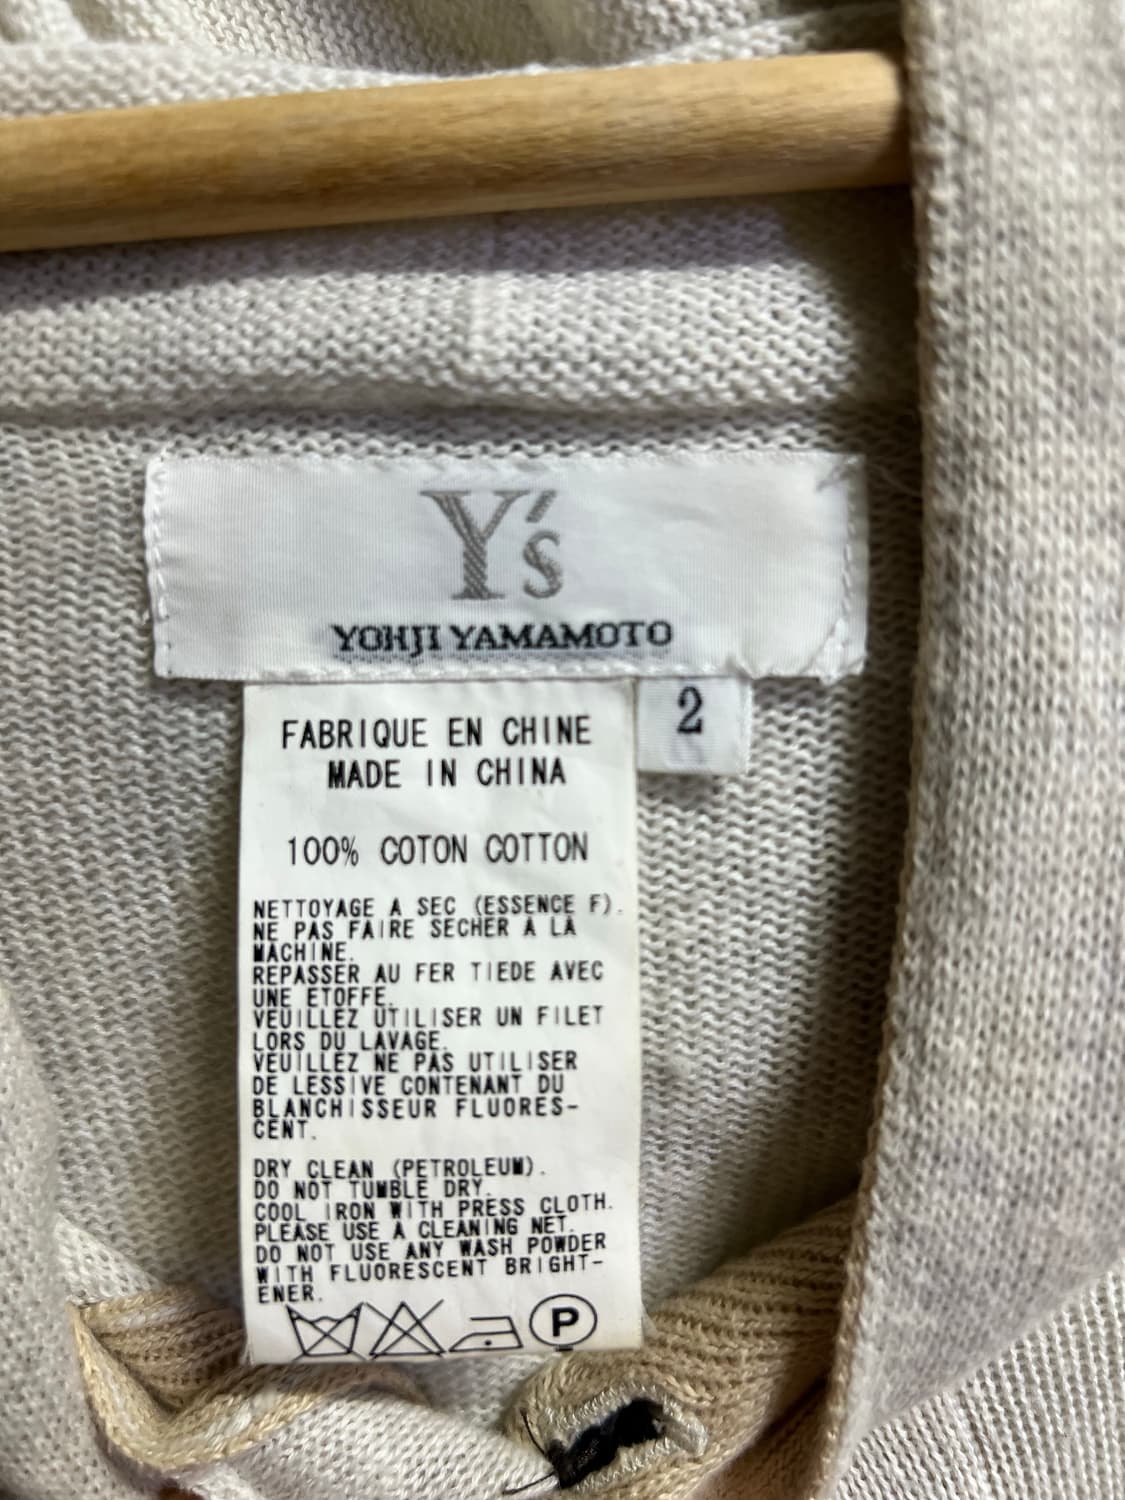 Y's
YOHJI YAMAMOTO
2
FABRIQUE EN CHINE
MADE IN CHINA
100% COTON COTTON
NETTOYAGE A SEC (ESSENCE F).
NE PAS FAIRE SECHER À LA
MACHINE.
REPASSER AU FER TIEDE AVEC
UNE ETOFFE.
VEUILLEZ UTILISER UN FILET
LORS DU LAVAGE.
VEUILLEZ NE PAS UTILISER
DE LESSIVE CONTENANT DU
BLANCHISSEUR FLUORES-
CENT.
DRY CLEAN (PETROLEUM).
DO NOT TUMBLE DRY.
COOL IRON WITH PRESS CLOTH.
PLEASE USE A CLEANING NET.
DO NOT USE ANY WASH POWDER
WITH FLUORESCENT BRIGHT-
ENER.
P